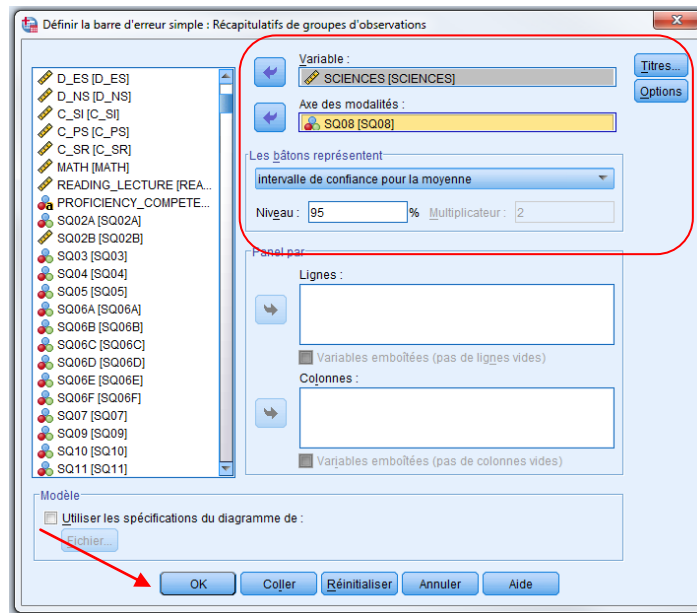 Définir la barre d'erreur simple : Récapitulatifs de groupes d'observations
D_ES [D_ES]
D_NS [D_NS]
C_SI [C_SI]
C_PS [C_PS]
C_SR [C_SR]
MATH [MATH]
READING_LECTURE [REA...
PROFICIENCY_COMPETE...
SQ02A [SQ02A]
SQ02B [SQ02B]
SQ03 [SQ03]
SQ04 [SQ04]
SQ05 [SQ05]
SQ06A [SQ06A]
SQ06B [SQ06B]
SQ06C [SQ06C]
SQ06D [SQ06D]
SQ06E [SQ06E]
SQ06F [SQ06F]
SQ07 [SQ07]
SQ09 [SQ09]
SQ10 [SQ10]
SQ11 [SQ11]
Variable :
SCIENCES [SCIENCES]
Axe des modalités :
SQ08 [SQ08]
Titres...
Options
Les bâtons représentent
intervalle de confiance pour la moyenne
Niveau : 95 % Multiplicateur : 2
Panel par
Lignes :
Variables emboîtées (pas de lignes vides)
Colonnes :
Variables emboîtées (pas de colonnes vides)
Modèle
Utiliser les spécifications du diagramme de :
Fichier...
OK Coller Réinitialiser Annuler Aide